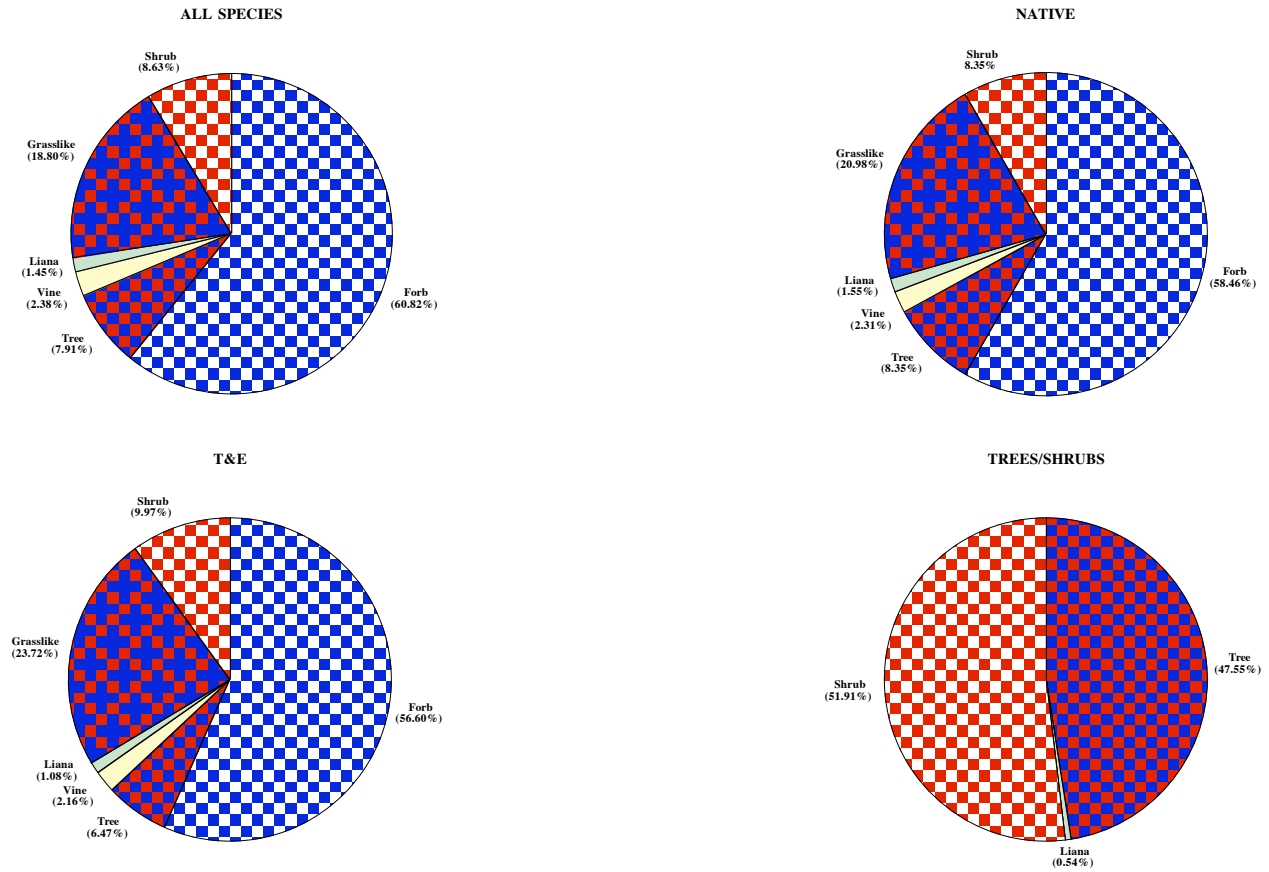 ALL SPECIES
Shrub
(8.63%)
Grasslike
(18.80%)
Liana
(1.45%)
Vine
(2.38%)
Tree
(7.91%)
Forb
(60.82%)
NATIVE
Shrub
8.35%
Grasslike
(20.98%)
Liana
(1.55%)
Vine
(2.31%)
Tree
(8.35%)
Forb
(58.46%)
T&E
Shrub
(9.97%)
Grasslike
(23.72%)
Liana
(1.08%)
Vine
(2.16%)
Tree
(6.47%)
Forb
(56.60%)
TREES/SHRUBS
Shrub
(51.91%)
Tree
(47.55%)
Liana
(0.54%)